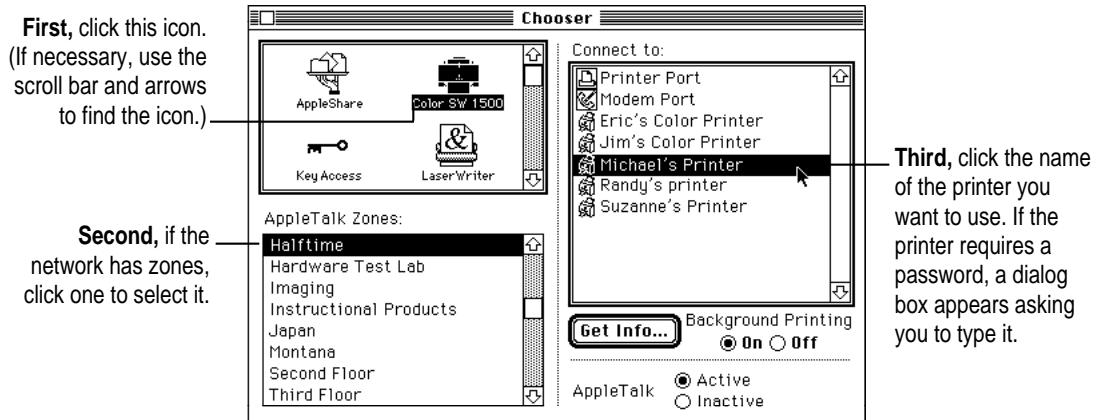 First, click this icon.
(If necessary, use the
scroll bar and arrows
to find the icon.)
Second, if the
network has zones,
click one to select it.
Chooser
AppleShare
Color SW 1500
Key Access
&
LaserWriter
AppleTalk Zones:
Halftime
Hardware Test Lab
Imaging
Instructional Products
Japan
Montana
Second Floor
Third Floor
Connect to:
Printer Port
Modem Port
Eric's Color Printer
Jim's Color Printer
Michael's Printer
Randy's printer
Suzanne's Printer
Get Info...
Background Printing
On Off
AppleTalk
Active
Inactive
Third, click the name
of the printer you
want to use. If the
printer requires a
password, a dialog
box appears asking
you to type it.